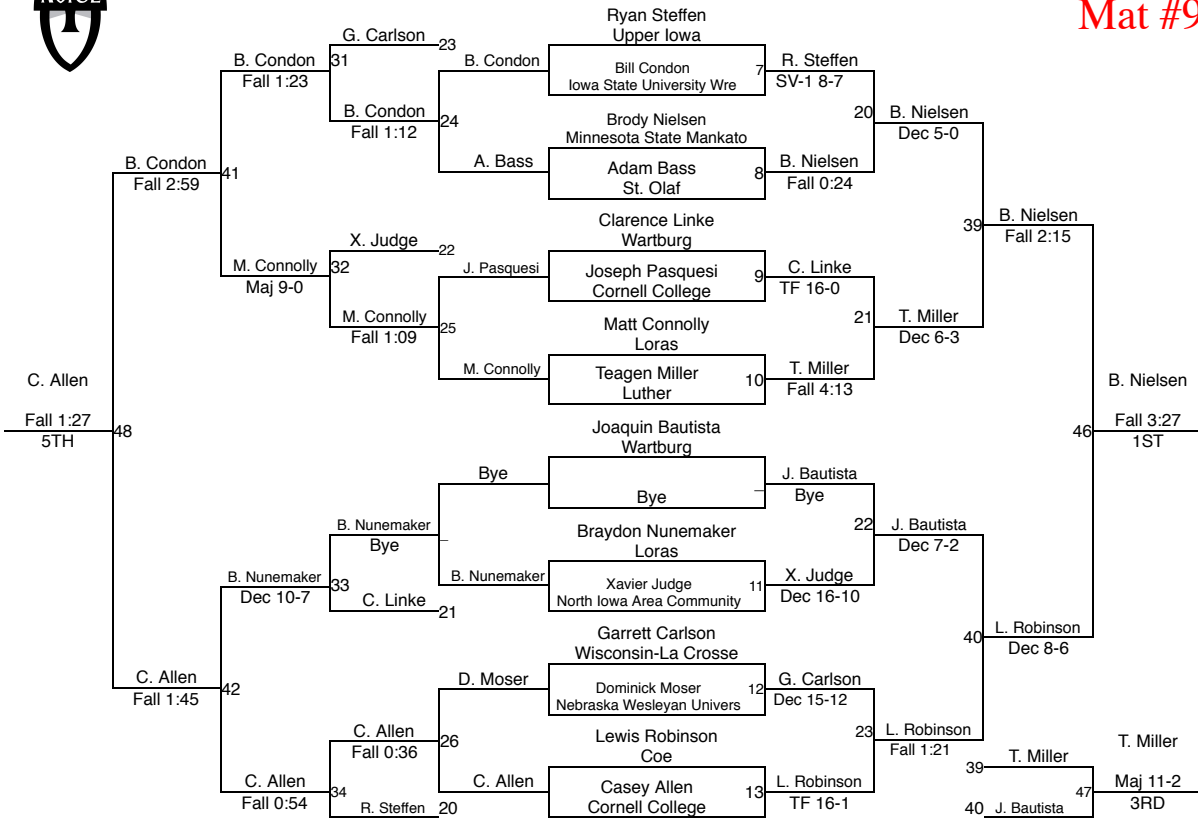 NORSE
Mat #9
Ryan Steffen
Upper Iowa
G. Carlson
23
B. Condon
31
Fall 1:23
B. Condon
Bill Condon
7
Iowa State University Wre
R. Steffen
SV-1 8-7
B. Condon
24
Fall 1:12
20
B. Nielsen
Dec 5-0
Brody Nielsen
Minnesota State Mankato
A. Bass
Adam Bass
8
St. Olaf
B. Nielsen
Fall 0:24
B. Condon
41
Fall 2:59
Clarence Linke
Wartburg
39
B. Nielsen
Fall 2:15
X. Judge
22
M. Connolly
32
Maj 9-0
J. Pasquesi
Joseph Pasquesi
9
Cornell College
C. Linke
TF 16-0
M. Connolly
25
Fall 1:09
21
T. Miller
Dec 6-3
Matt Connolly
Loras
M. Connolly
Teagen Miller
10
Luther
T. Miller
Fall 4:13
C. Allen
Fall 1:27
48
5TH
B. Nielsen
46
Fall 3:27
1ST
Joaquin Bautista
Wartburg
Bye
Bye
_
J. Bautista
Bye
B. Nunemaker
_
Bye
22
J. Bautista
Dec 7-2
Braydon Nunemaker
Loras
B. Nunemaker
33
Dec 10-7
B. Nunemaker
Xavier Judge
11
North Iowa Area Community
X. Judge
Dec 16-10
C. Linke
21
40
L. Robinson
Dec 8-6
Garrett Carlson
Wisconsin-La Crosse
C. Allen
42
Fall 1:45
D. Moser
Dominick Moser
12
Nebraska Wesleyan Univers
G. Carlson
Dec 15-12
C. Allen
26
Fall 0:36
23
L. Robinson
Fall 1:21
Lewis Robinson
Coe
C. Allen
34
Fall 0:54
C. Allen
Casey Allen
13
Cornell College
L. Robinson
TF 16-1
R. Steffen
20
39
T. Miller
T. Miller
47
Maj 11-2
3RD
40
J. Bautista